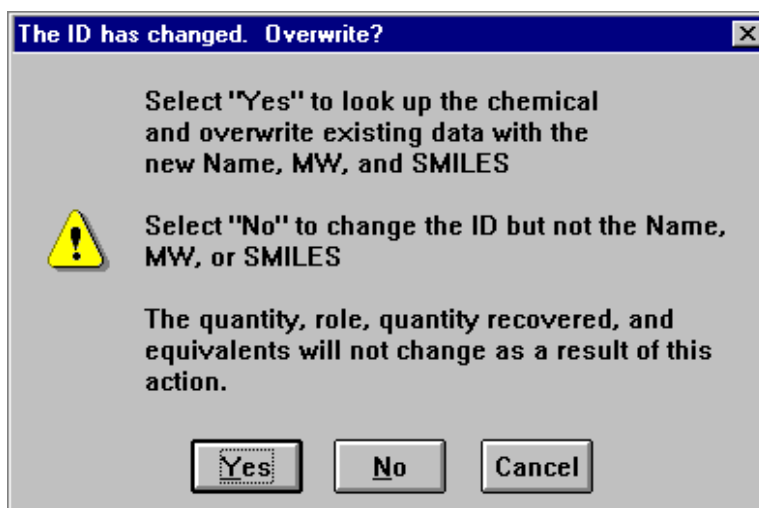 The ID has changed.  Overwrite?
Select "Yes" to look up the chemical
and overwrite existing data with the
new Name, MW, and SMILES
Select "No" to change the ID but not the Name,
MW, or SMILES
The quantity, role, quantity recovered, and
equivalents will not change as a result of this
action.
Yes No Cancel